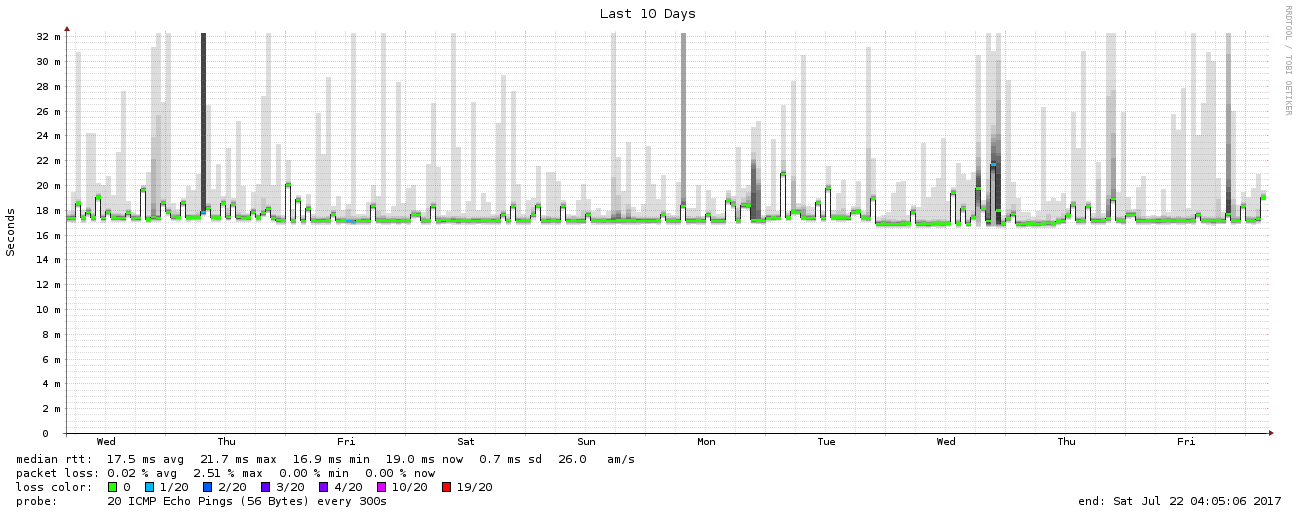 Last 10 Days
RRDTOOL / TOBI OETIKER
Seconds
32 m
30 m
28 m
26 m
24 m
22 m
20 m
18 m
16 m
14 m
12 m
10 m
8 m
6 m
4 m
2 m
0
Wed Thu Fri Sat Sun Mon Tue Wed Thu Fri
median rtt: 17.5 ms avg 21.7 ms max 16.9 ms min 19.0 ms now 0.7 ms sd 26.0 am/s
packet loss: 0.02 % avg 2.51 % max 0.00 % min 0.00 % now
loss color: 0 1/20 2/20 3/20 4/20 10/20 19/20
probe: 20 ICMP Echo Pings (56 Bytes) every 300s end: Sat Jul 22 04:05:06 2017